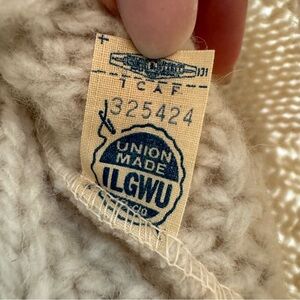 131
TCAF
325424
UNION
MADE
ILGWU